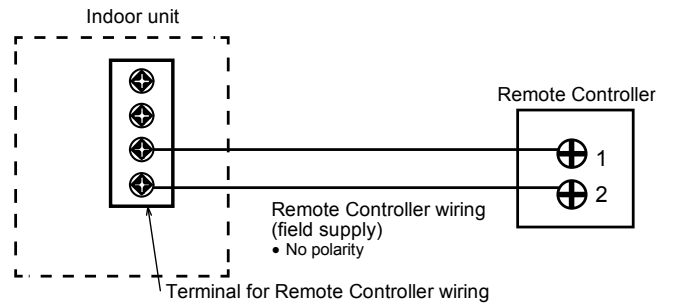 Indoor unit
Remote Controller
1
2
Remote Controller wiring
(field supply)
• No polarity
Terminal for Remote Controller wiring